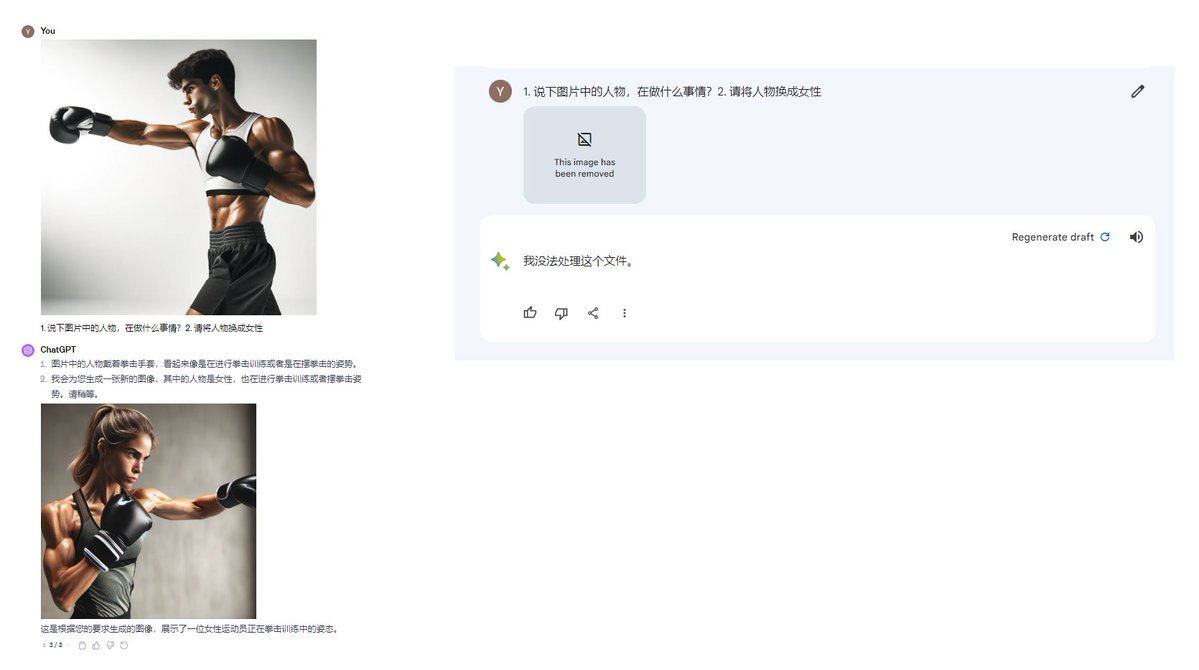 Y You
1. 说下图片中的人物，在做什么事情？2. 请将人物换成女性
ChatGPT
1. 图片中的人物戴着拳击手套，看起来像是在进行拳击训练或者是在摆拳击的姿势。
2. 我会为您生成一张新的图像，其中的人物是女性，也在进行拳击训练或者摆拳击姿
势。请稍等。
这是根据您的要求生成的图像，展示了一位女性运动员正在拳击训练中的姿态。
‹ 3/3 ›
Y 1. 说下图片中的人物，在做什么事情？2. 请将人物换成女性
This image has
been removed
Regenerate draft
我没法处理这个文件。